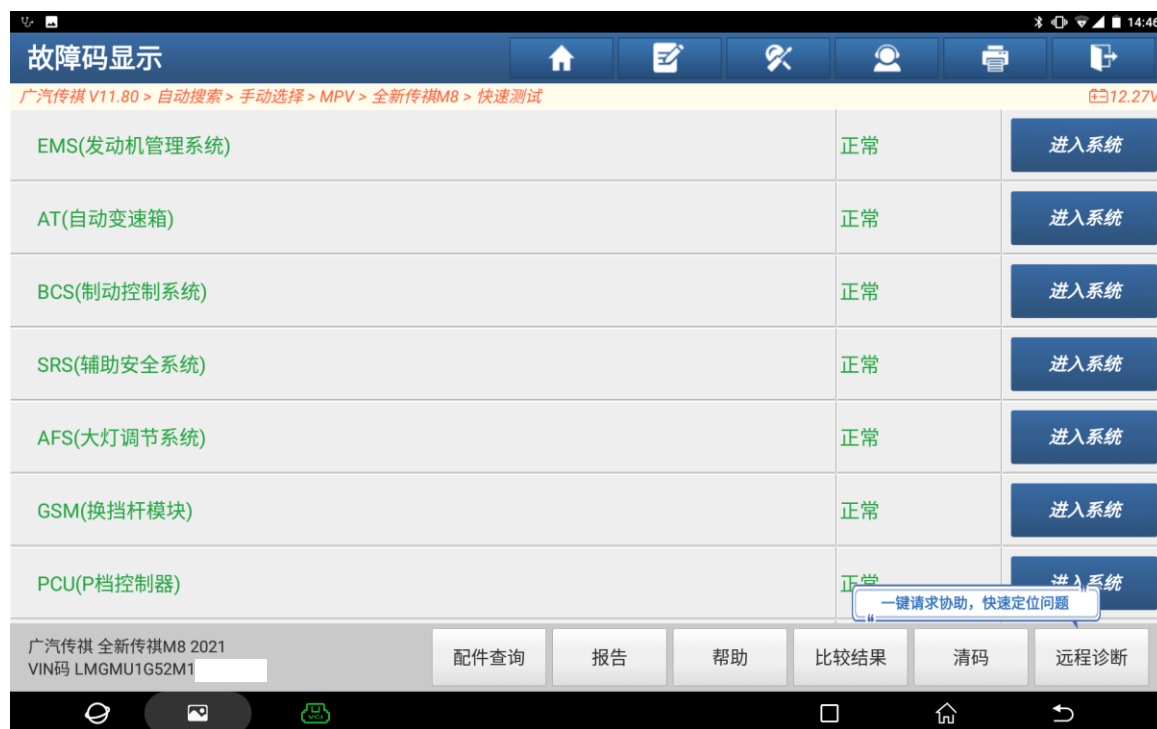 14:46
故障码显示
广汽传祺 V11.80 > 自动搜索 > 手动选择 > MPV > 全新传祺M8 > 快速测试 12.27V
EMS(发动机管理系统) 正常 进入系统
AT(自动变速箱) 正常 进入系统
BCS(制动控制系统) 正常 进入系统
SRS(辅助安全系统) 正常 进入系统
AFS(大灯调节系统) 正常 进入系统
GSM(换挡杆模块) 正常 进入系统
PCU(P档控制器) 正常 进入系统
一键请求协助，快速定位问题
广汽传祺 全新传祺M8 2021
VIN码 LMGMU1G52M1
配件查询 报告 帮助 比较结果 清码 远程诊断
VCI